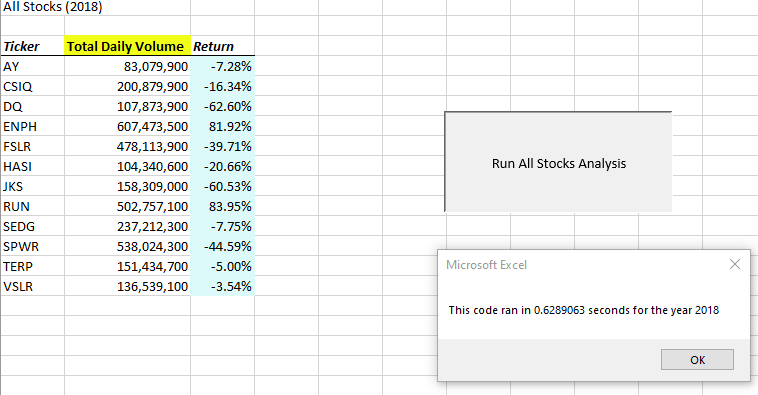 All Stocks (2018)
Ticker Total Daily Volume Return
AY 83,079,900 -7.28%
CSIQ 200,879,900 -16.34%
DQ 107,873,900 -62.60%
ENPH 607,473,500 81.92%
FSLR 478,113,900 -39.71%
HASI 104,340,600 -20.66%
JKS 158,309,000 -60.53%
RUN 502,757,100 83.95%
SEDG 237,212,300 -7.75%
SPWR 538,024,300 -44.59%
TERP 151,434,700 -5.00%
VSLR 136,539,100 -3.54%
Run All Stocks Analysis
Microsoft Excel
This code ran in 0.6289063 seconds for the year 2018
OK